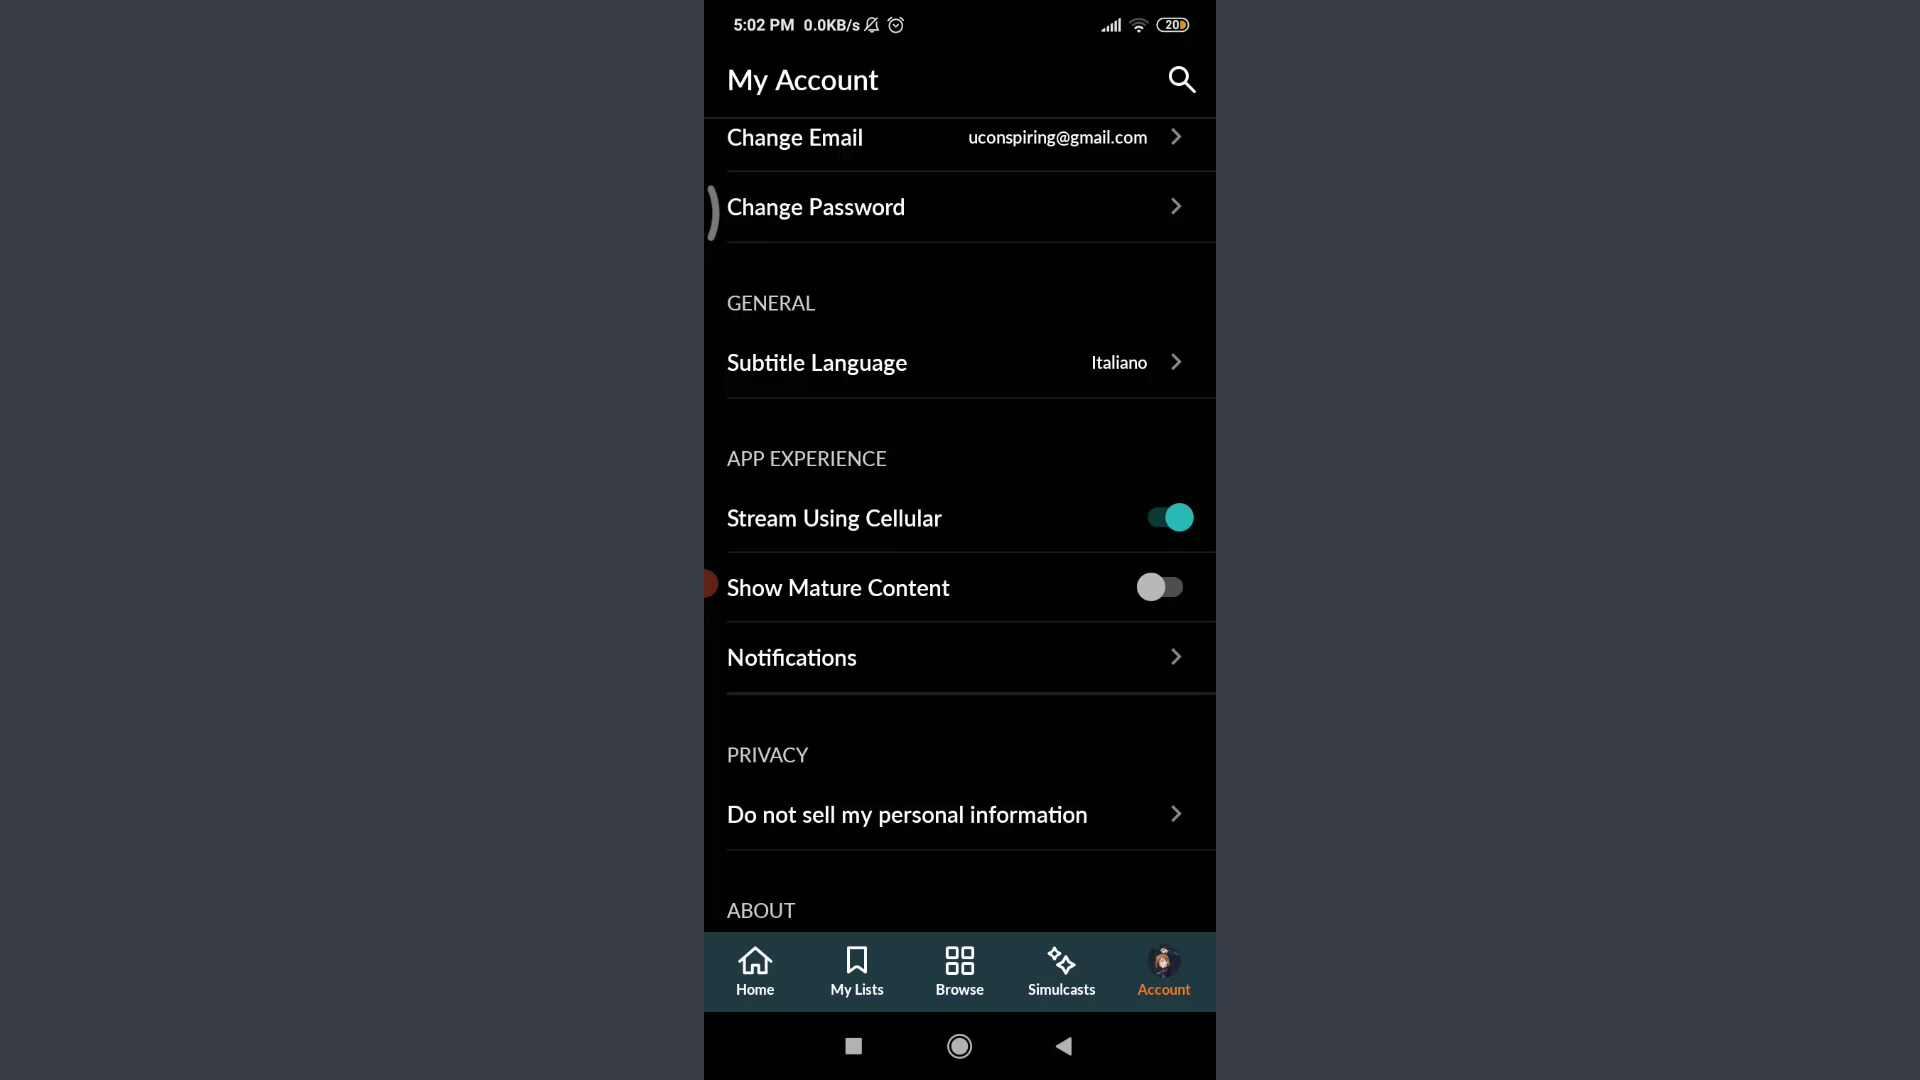 5:02 PM 0.0KB/s 20
My Account
Change Email uconspiring@gmail.com
Change Password
GENERAL
Subtitle Language Italiano
APP EXPERIENCE
Stream Using Cellular
Show Mature Content
Notifications
PRIVACY
Do not sell my personal information
ABOUT
Home My Lists Browse Simulcasts Account